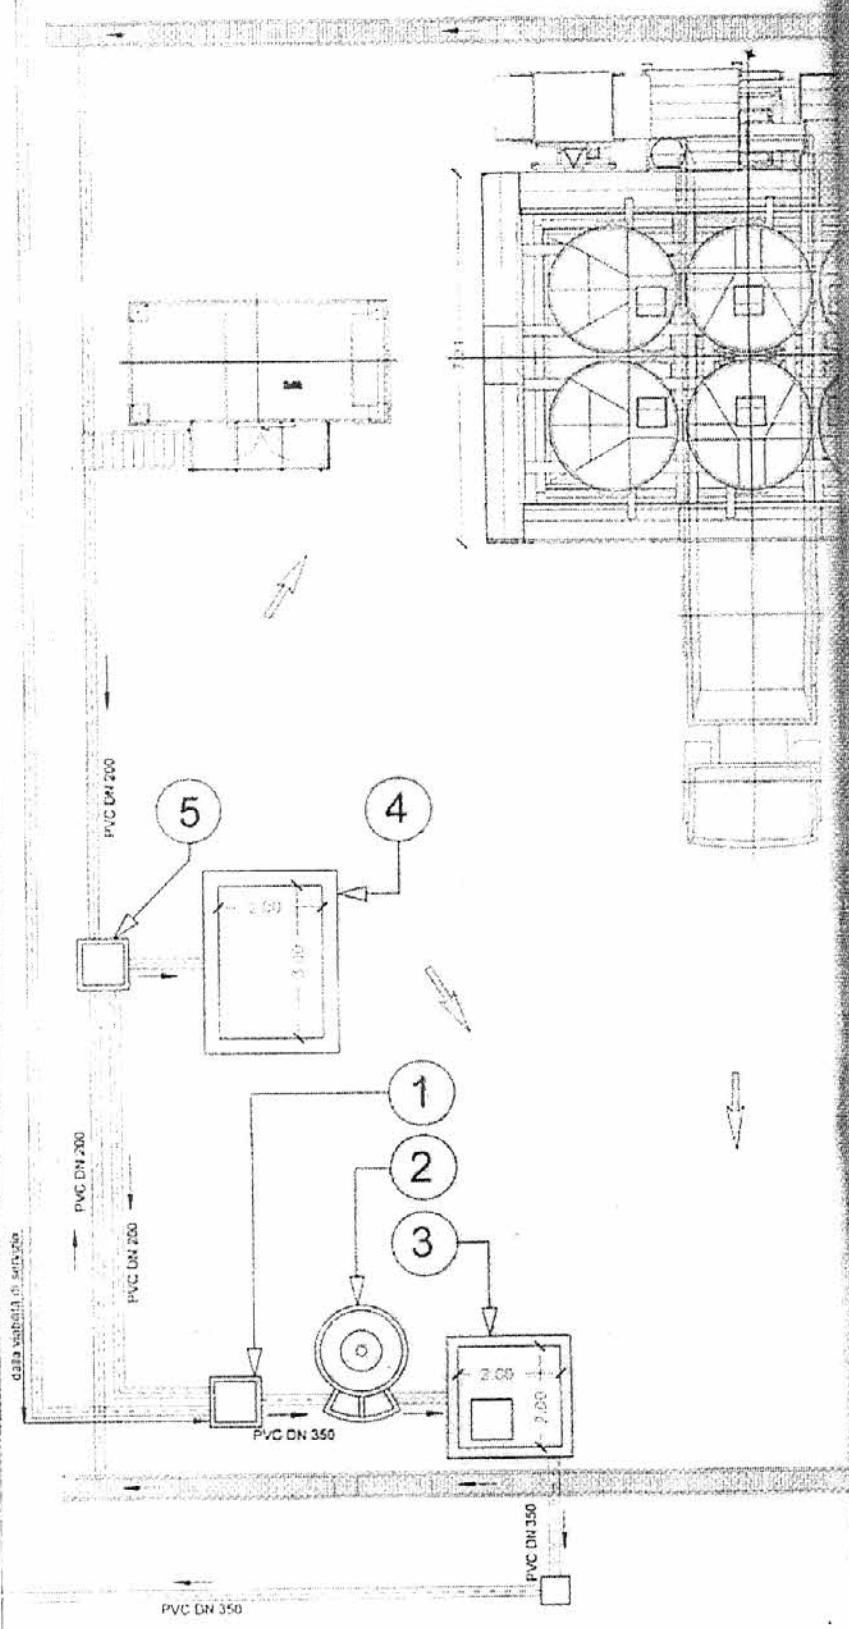 PVC DN 200
5
4
2.00
3.00
1
PVC DN 200
2
PVC DN 200
3
dalla viabilità di servizio
2.00
2.00
PVC DN 350
PVC DN 350
PVC DN 350